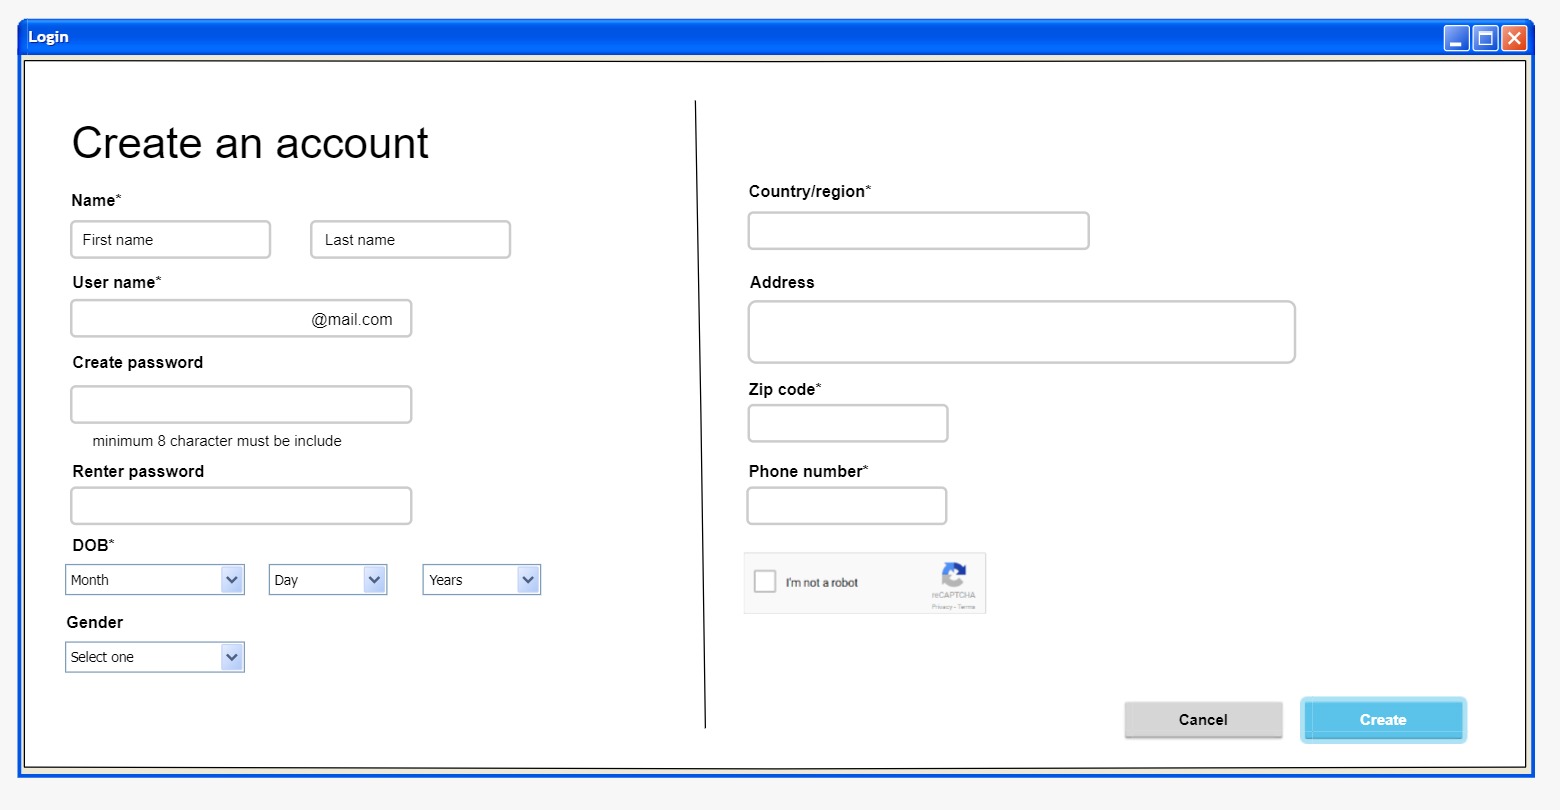 Login
Create an account
Name*
First name
Last name
User name*
@mail.com
Create password
minimum 8 character must be include
Renter password
DOB*
Month
Day
Years
Gender
Select one
Country/region*
Address
Zip code*
Phone number*
I'm not a robot
reCAPTCHA
Privacy - Terms
Cancel
Create